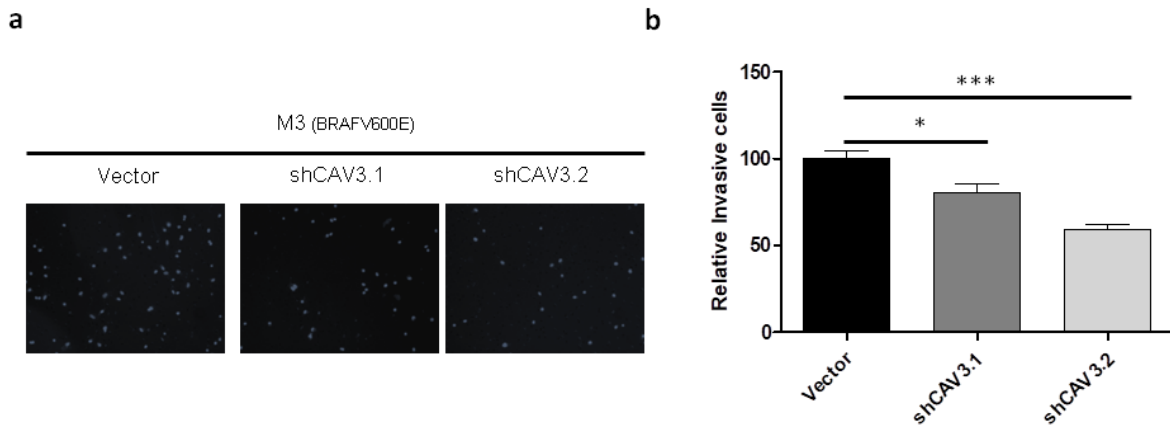 a
M3 (BRAFV600E)
Vector
shCAV3.1
shCAV3.2
b
Relative Invasive cells
150
100
50
0
***
*
Vector
shCAV3.1
shCAV3.2